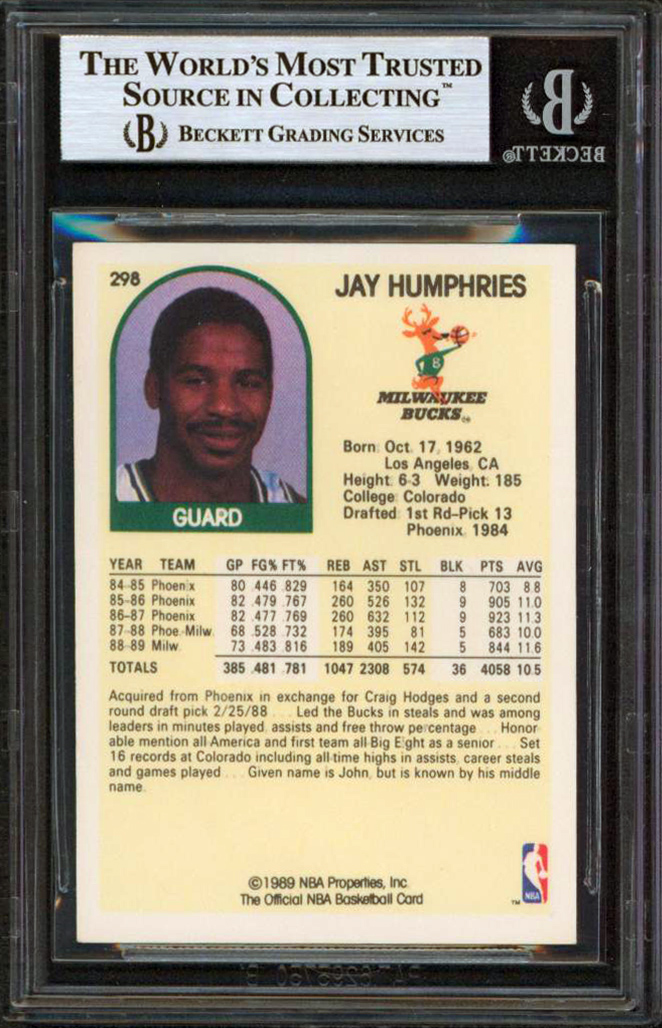 THE WORLD'S MOST TRUSTED
SOURCE IN COLLECTING™
B BECKETT GRADING SERVICES
B
BECKETT®
298
JAY HUMPHRIES
8
MILWAUKEE
BUCKS
GUARD
Born: Oct. 17, 1962
Los Angeles, CA
Height: 6-3 Weight: 185
College: Colorado
Drafted: 1st Rd-Pick 13
Phoenix, 1984
YEAR TEAM GP FG% FT% REB AST STL BLK PTS AVG
84-85 Phoenix 80 .446 .829 164 350 107 8 703 8.8
85-86 Phoenix 82 .479 .767 260 526 132 9 905 11.0
86-87 Phoenix 82 .477 .769 260 632 112 9 923 11.3
87-88 Phoe.-Milw. 68 .528 .732 174 395 81 5 683 10.0
88-89 Milw. 73 .483 .816 189 405 142 5 844 11.6
TOTALS 385 .481 .781 1047 2308 574 36 4058 10.5
Acquired from Phoenix in exchange for Craig Hodges and a second
round draft pick 2/25/88 . . . Led the Bucks in steals and was among
leaders in minutes played, assists and free throw percentage . . . Honor-
able mention all-America and first team all-Big Eight as a senior . . . Set
16 records at Colorado including all-time highs in assists, career steals
and games played . . . Given name is John, but is known by his middle
name.
©1989 NBA Properties, Inc.
The Official NBA Basketball Card
NBA
™